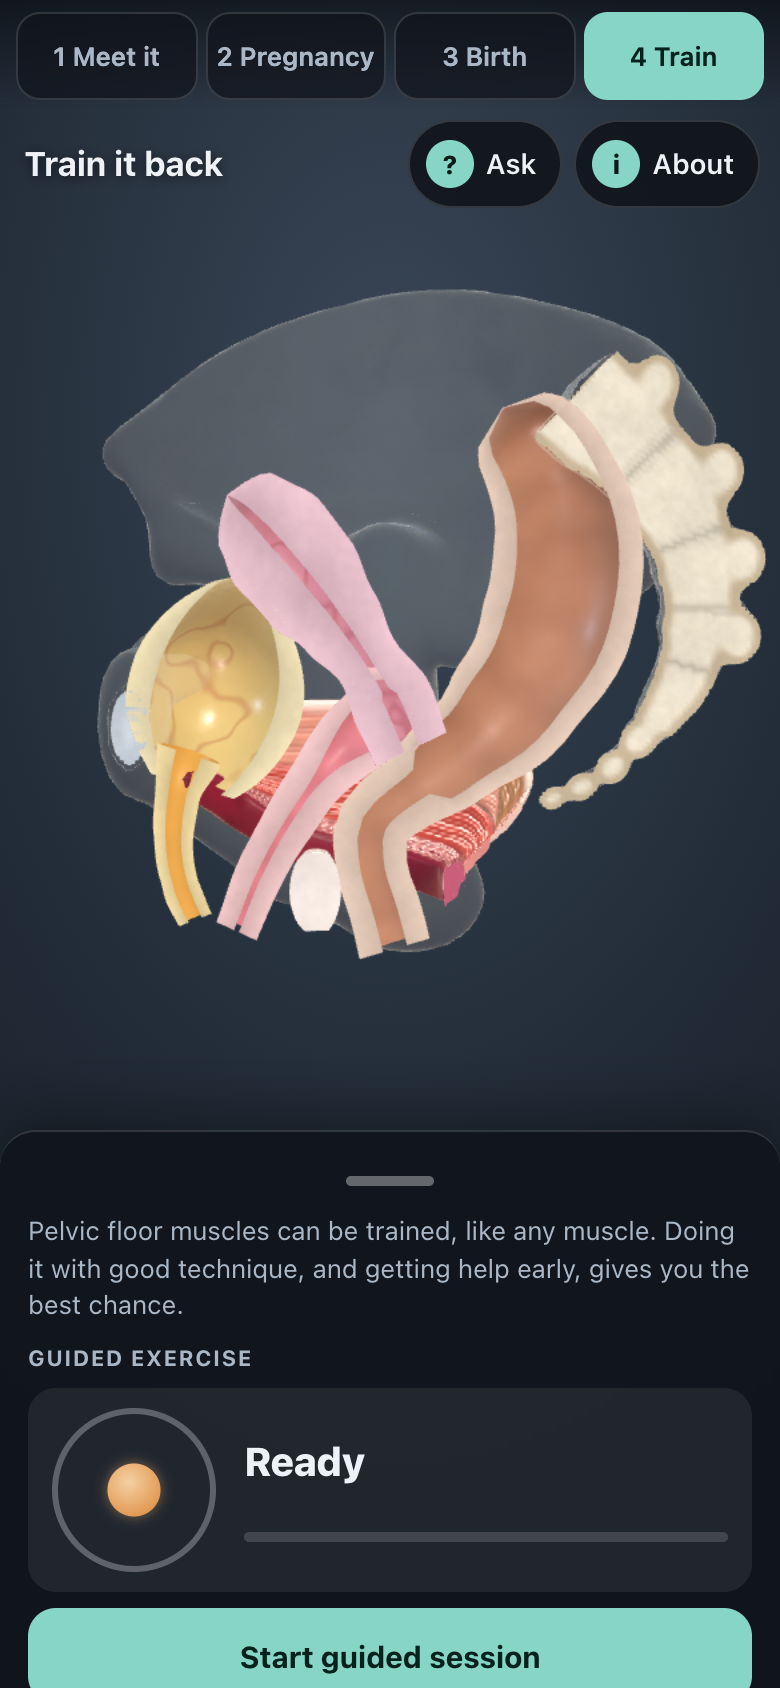 1 Meet it
2 Pregnancy
3 Birth
4 Train
Train it back
? Ask
i About
Pelvic floor muscles can be trained, like any muscle. Doing
it with good technique, and getting help early, gives you the
best chance.
GUIDED EXERCISE
Ready
Start guided session